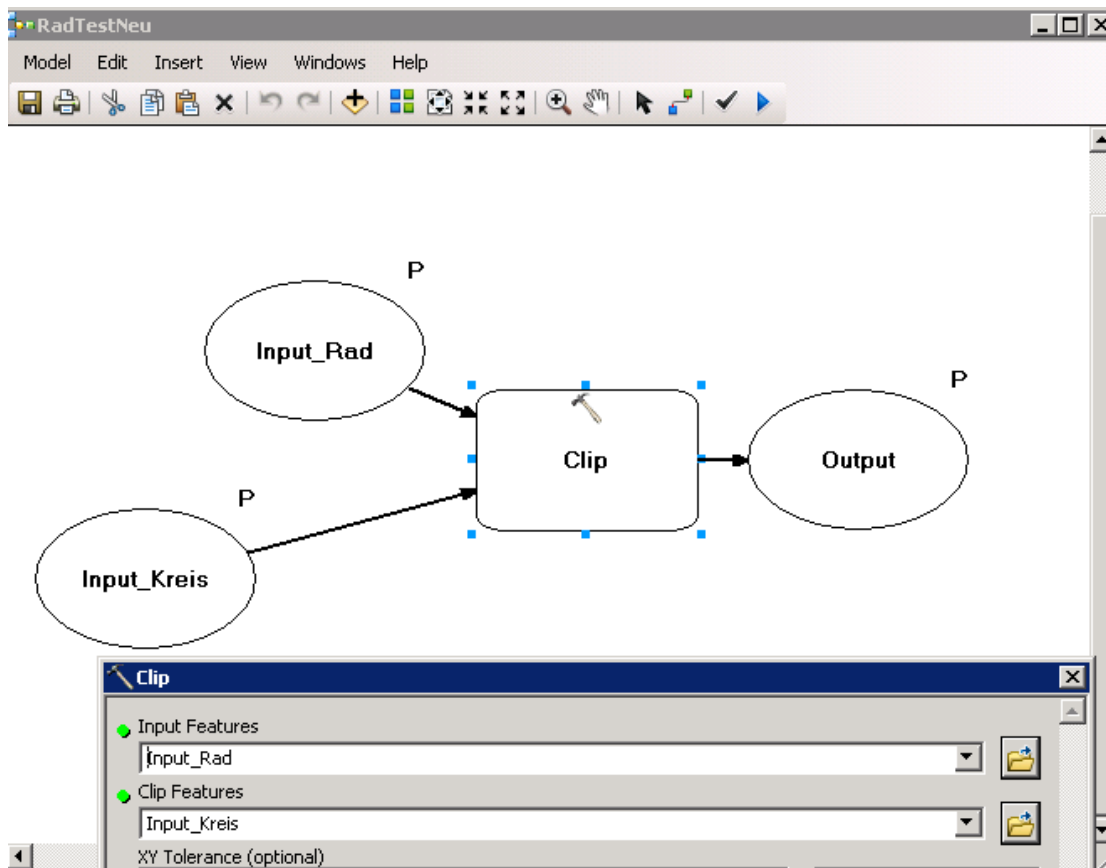 RadTestNeu
Model Edit Insert View Windows Help
P
Input_Rad
P
Clip
Output
P
Input_Kreis
Clip
Input Features
Input_Rad
Clip Features
Input_Kreis
XY Tolerance (optional)